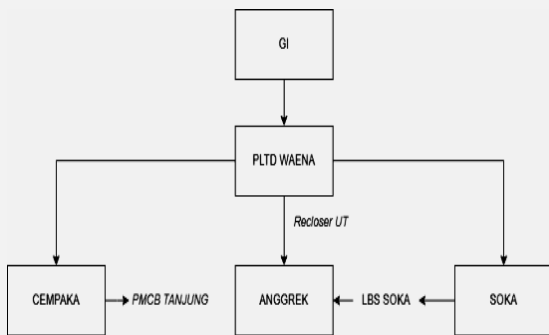 GI
PLTD WAENA
Recloser UT
CEMPAKA
PMCB TANJUNG
ANGGREK
LBS SOKA
SOKA